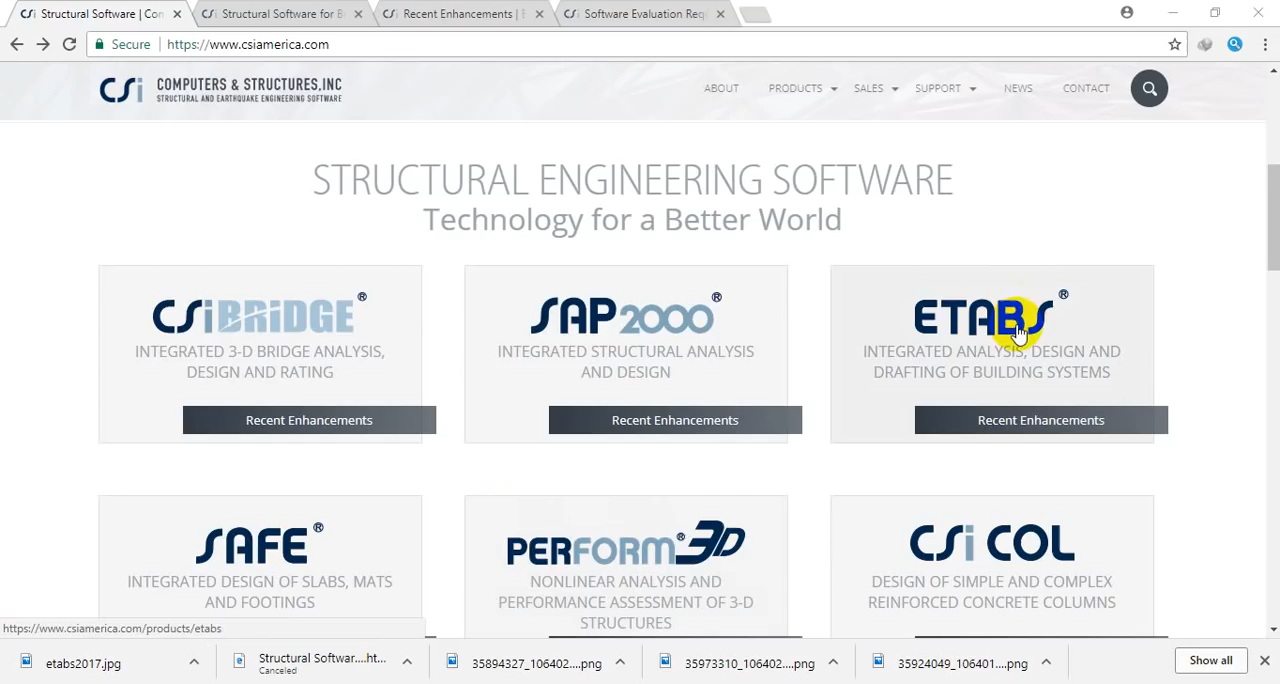 Structural Software | Con
Structural Software for B
Recent Enhancements | E
Software Evaluation Req
Secure
https://www.csiamerica.com
CSi COMPUTERS & STRUCTURES, INC
STRUCTURAL AND EARTHQUAKE ENGINEERING SOFTWARE
ABOUT PRODUCTS SALES SUPPORT NEWS CONTACT
STRUCTURAL ENGINEERING SOFTWARE
Technology for a Better World
CSiBRIDGE®
INTEGRATED 3-D BRIDGE ANALYSIS,
DESIGN AND RATING
Recent Enhancements
SAP2000®
INTEGRATED STRUCTURAL ANALYSIS
AND DESIGN
Recent Enhancements
ETABS®
INTEGRATED ANALYSIS, DESIGN AND
DRAFTING OF BUILDING SYSTEMS
Recent Enhancements
SAFE®
INTEGRATED DESIGN OF SLABS, MATS
AND FOOTINGS
PERFORM®3D
NONLINEAR ANALYSIS AND
PERFORMANCE ASSESSMENT OF 3-D
STRUCTURES
CSi COL
DESIGN OF SIMPLE AND COMPLEX
REINFORCED CONCRETE COLUMNS
https://www.csiamerica.com/products/etabs
etabs2017.jpg
Structural Softwar....ht...
Canceled
35894327_106402....png
35973310_106402....png
35924049_106401....png
Show all